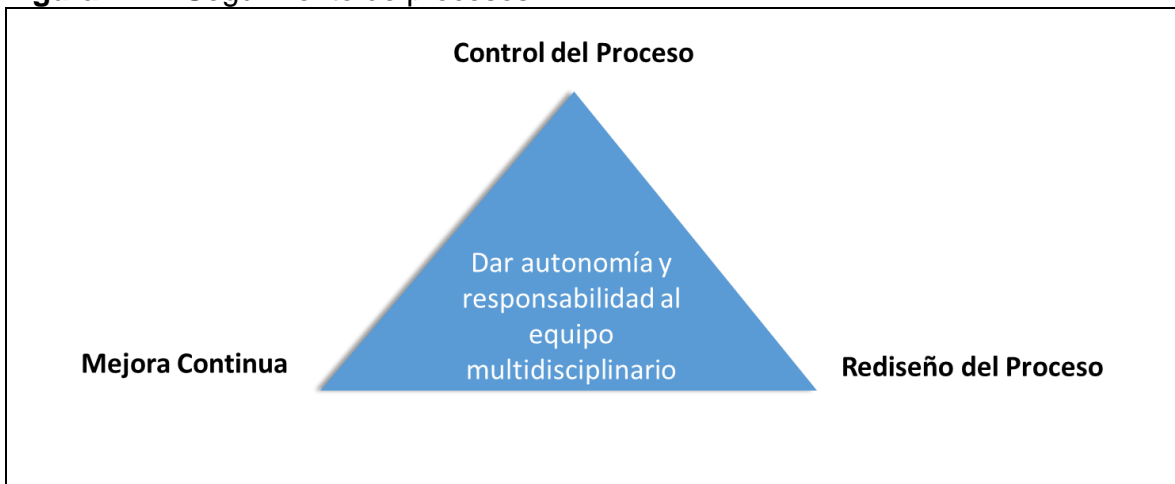 Control del Proceso
Dar autonomía y
responsabilidad al
equipo
multidisciplinario
Mejora Continua
Rediseño del Proceso